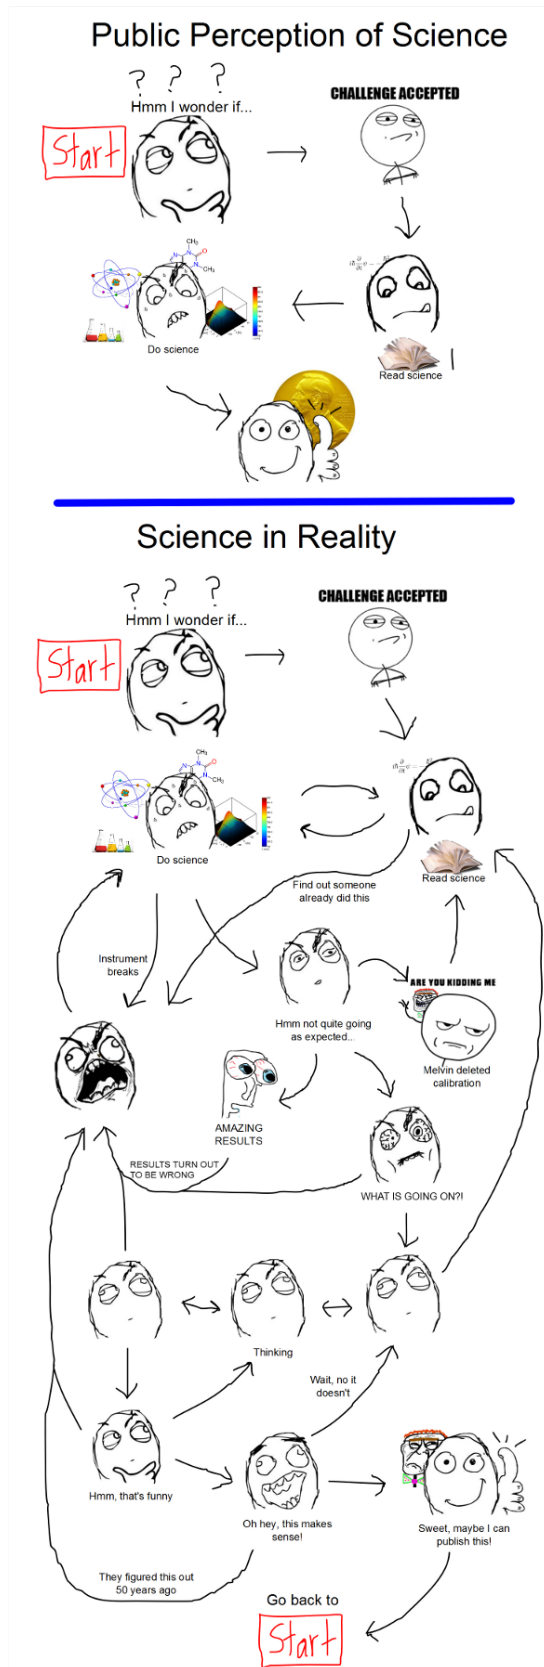 Public Perception of Science
? ? ?
Hmm I wonder if...
CHALLENGE ACCEPTED
Start
CH₃
N
O
N
CH₃
Do science
Read science
Science in Reality
? ? ?
Hmm I wonder if...
CHALLENGE ACCEPTED
Start
CH₃
N
O
N
CH₃
Do science
Read science
Find out someone
already did this
Instrument
breaks
ARE YOU KIDDING ME
Hmm not quite going
as expected...
Melvin deleted
calibration
AMAZING
RESULTS
RESULTS TURN OUT
TO BE WRONG
WHAT IS GOING ON?!
Thinking
Wait, no it
doesn't
Hmm, that's funny
Oh hey, this makes
sense!
Sweet, maybe I can
publish this!
They figured this out
50 years ago
Go back to
Start